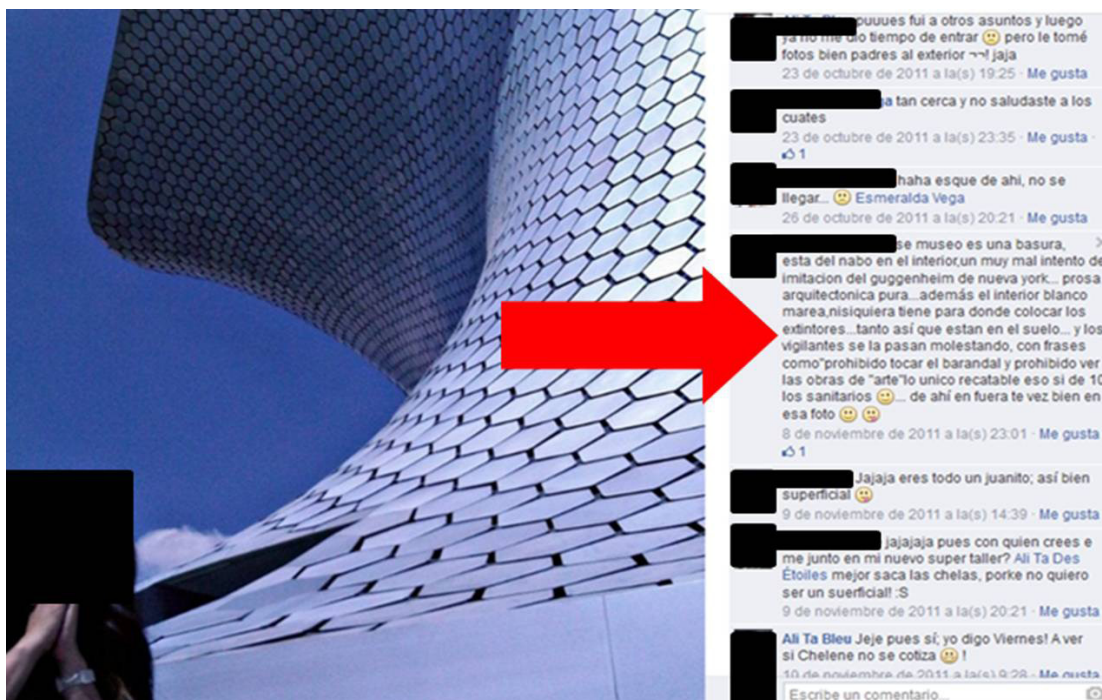 puuues fui a otros asuntos y luego
ya no me dio tiempo de entrar pero le tomé
fotos bien padres al exterior ¬¬! jaja
23 de octubre de 2011 a la(s) 19:25 · Me gusta
ga tan cerca y no saludaste a los
cuates
23 de octubre de 2011 a la(s) 23:35 · Me gusta ·
1
haha esque de ahi, no se
llegar... Esmeralda Vega
26 de octubre de 2011 a la(s) 20:21 · Me gusta
se museo es una basura,
esta del nabo en el interior,un muy mal intento de
imitacion del guggenheim de nueva york... prosa
arquitectonica pura...además el interior blanco
marea,nisiquiera tiene para donde colocar los
extintores...tanto así que estan en el suelo... y los
vigilantes se la pasan molestando, con frases
como"prohibido tocar el barandal y prohibido ver
las obras de "arte"lo unico recatable eso si de 10
los sanitarios ... de ahí en fuera te vez bien en
esa foto
8 de noviembre de 2011 a la(s) 23:01 · Me gusta
1
Jajaja eres todo un juanito; así bien
superficial
9 de noviembre de 2011 a la(s) 14:39 · Me gusta
jajajaja pues con quien crees e
me junto en mi nuevo super taller? Ali Ta Des
Étoiles mejor saca las chelas, porke no quiero
ser un suerficial! :S
9 de noviembre de 2011 a la(s) 20:21 · Me gusta
Ali Ta Bleu Jeje pues sí; yo digo Viernes! A ver
si Chelene no se cotiza !
10 de noviembre de 2011 a la(s) 9:28 · Me gusta
Escribe un comentario...